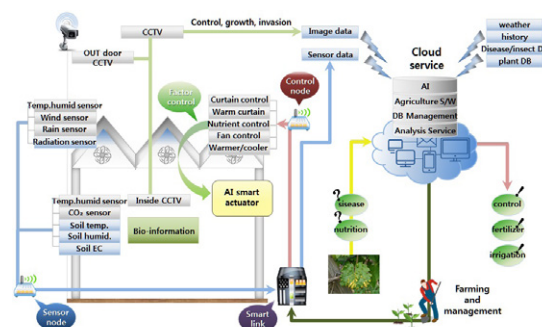 CCTV
Control, growth, invasion
Image data
Sensor data
OUT door
CCTV
weather
history
Disease/insect D
plant DB
Cloud
service
AI
Agriculture S/W
DB Management
Analysis Service
Factor
control
Control
node
Curtain control
Warm curtain
Nutrient control
Fan control
Warmer/cooler
Temp.humid sensor
Wind sensor
Rain sensor
Radiation sensor
AI smart
actuator
Temp.humid sensor
CO₂ sensor
Soil temp.
Soil humid.
Soil EC
Inside CCTV
Bio-information
? sisease
? nutrition
control !
fertilizer !
irrigation !
Farming and
management
Sensor
node
Smart
link